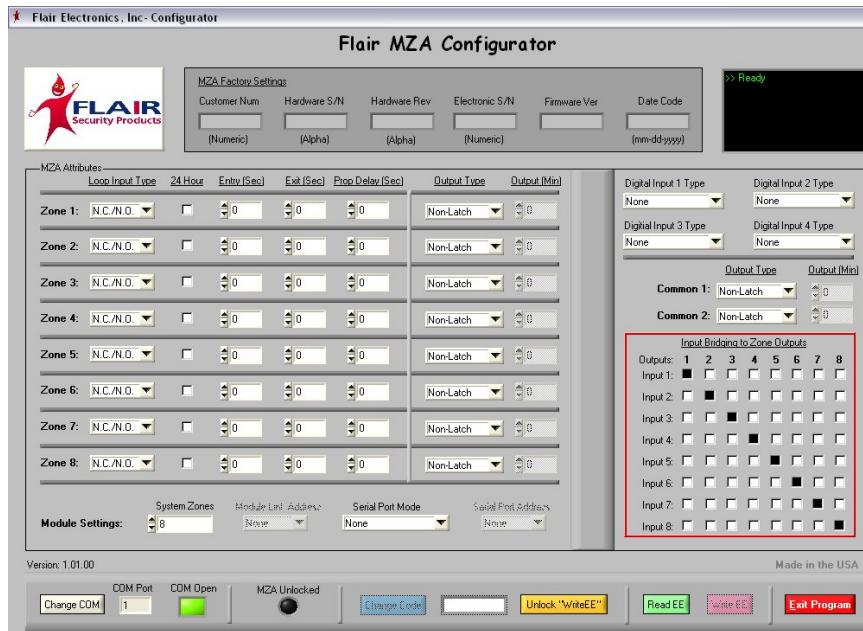 Flair Electronics, Inc- Configurator
Flair MZA Configurator
FLAIR
Security Products
MZA Factory Settings
Customer Num Hardware S/N Hardware Rev Electronic S/N Firmware Ver Date Code
(Numeric) (Alpha) (Alpha) (Numeric) (mm-dd-yyyy)
>> Ready
MZA Attributes
Loop Input Type 24 Hour Entry (Sec) Exit (Sec) Prop Delay (Sec) Output Type Output (Min)
Zone 1: N.C./N.O. 0 0 0 Non-Latch 0
Zone 2: N.C./N.O. 0 0 0 Non-Latch 0
Zone 3: N.C./N.O. 0 0 0 Non-Latch 0
Zone 4: N.C./N.O. 0 0 0 Non-Latch 0
Zone 5: N.C./N.O. 0 0 0 Non-Latch 0
Zone 6: N.C./N.O. 0 0 0 Non-Latch 0
Zone 7: N.C./N.O. 0 0 0 Non-Latch 0
Zone 8: N.C./N.O. 0 0 0 Non-Latch 0
System Zones Module Link Address Serial Port Mode Serial Port Address
Module Settings: 8 None None None
Digital Input 1 Type Digital Input 2 Type
None None
Digitial Input 3 Type Digital Input 4 Type
None None
Output Type Output (Min)
Common 1: Non-Latch 0
Common 2: Non-Latch 0
Input Bridging to Zone Outputs
Outputs: 1 2 3 4 5 6 7 8
Input 1:
Input 2:
Input 3:
Input 4:
Input 5:
Input 6:
Input 7:
Input 8:
Version: 1.01.00
Made in the USA
COM Port COM Open MZA Unlocked
Change COM 1 Change Code Unlock "WriteEE" Read EE Write EE Exit Program